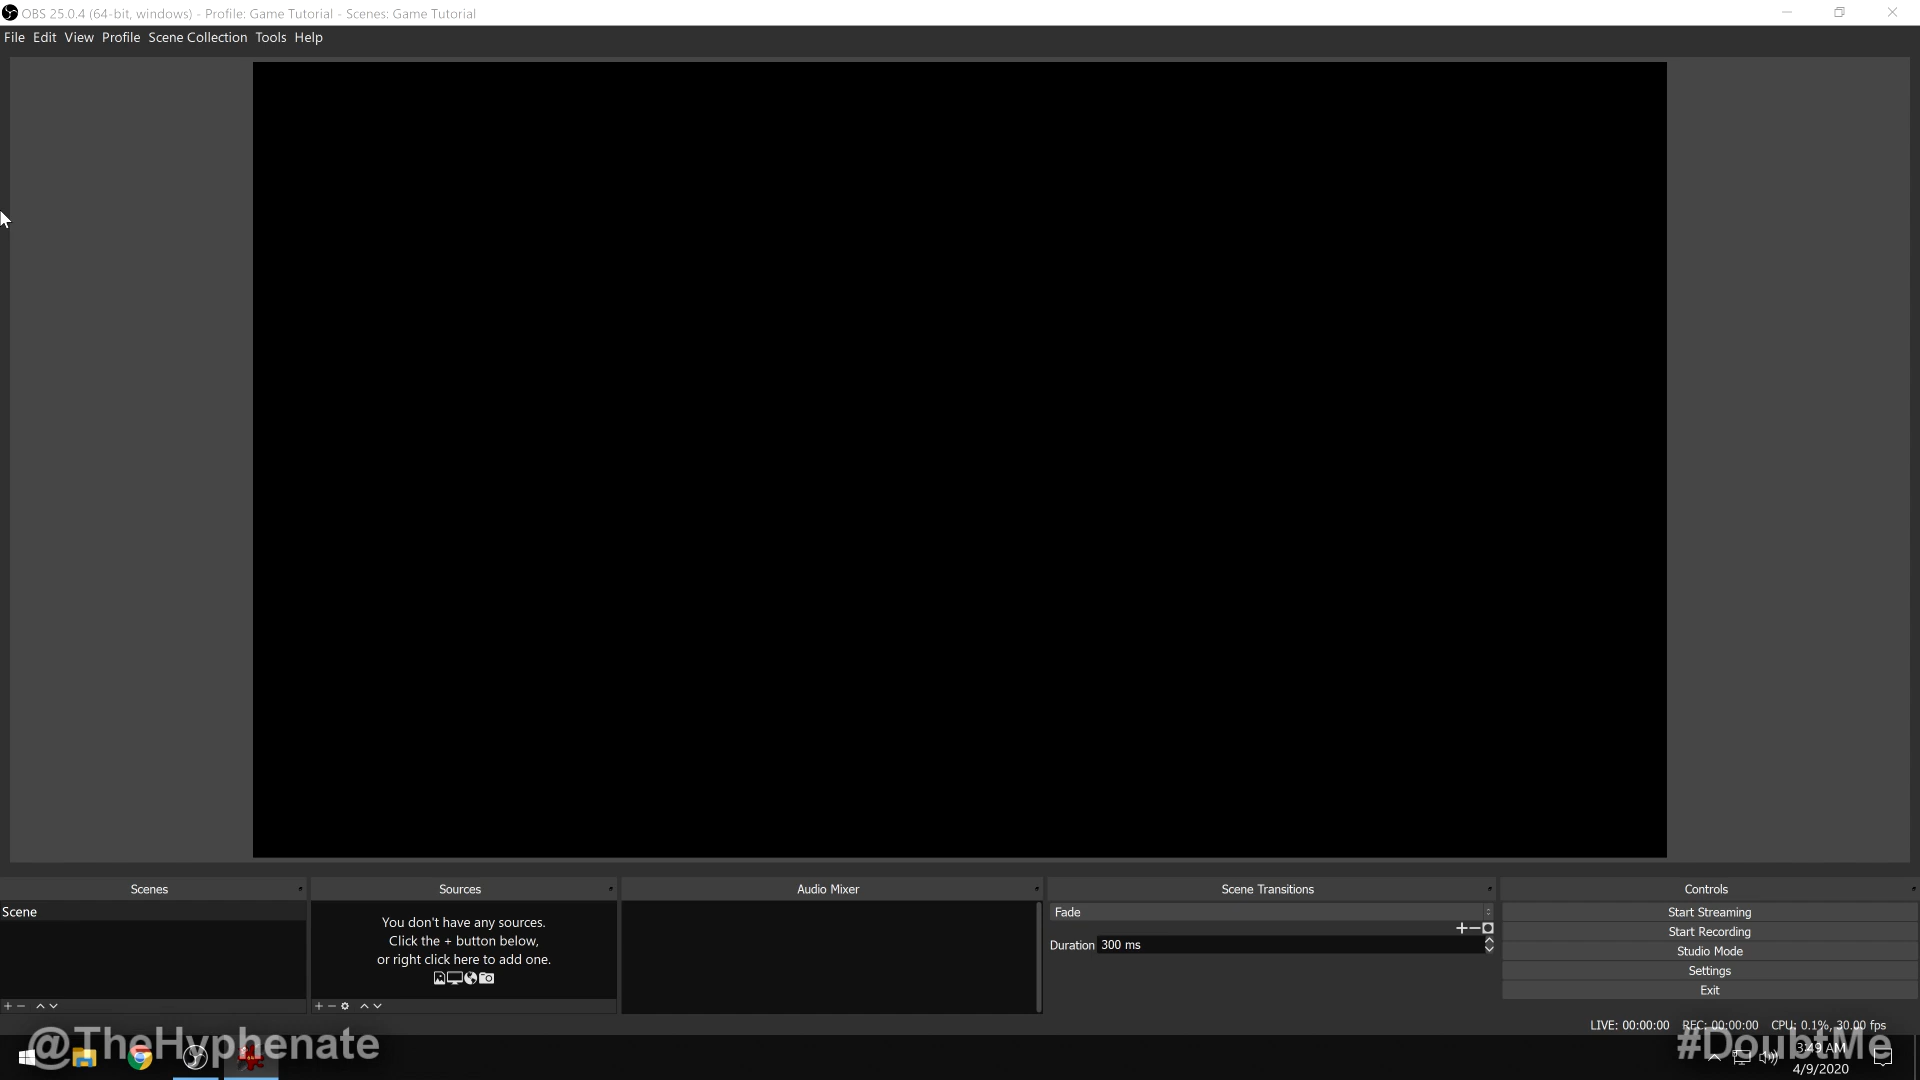 OBS 25.0.4 (64-bit, windows) - Profile: Game Tutorial - Scenes: Game Tutorial
File Edit View Profile Scene Collection Tools Help
Scenes
Sources
Audio Mixer
Scene Transitions
Controls
Scene
You don't have any sources.
Click the + button below,
or right click here to add one.
Fade
Duration 300 ms
Start Streaming
Start Recording
Studio Mode
Settings
Exit
LIVE: 00:00:00 REC: 00:00:00 CPU: 0.1%, 30.00 fps
@TheHyphenate
#DoubtMe
3:49 AM
4/9/2020